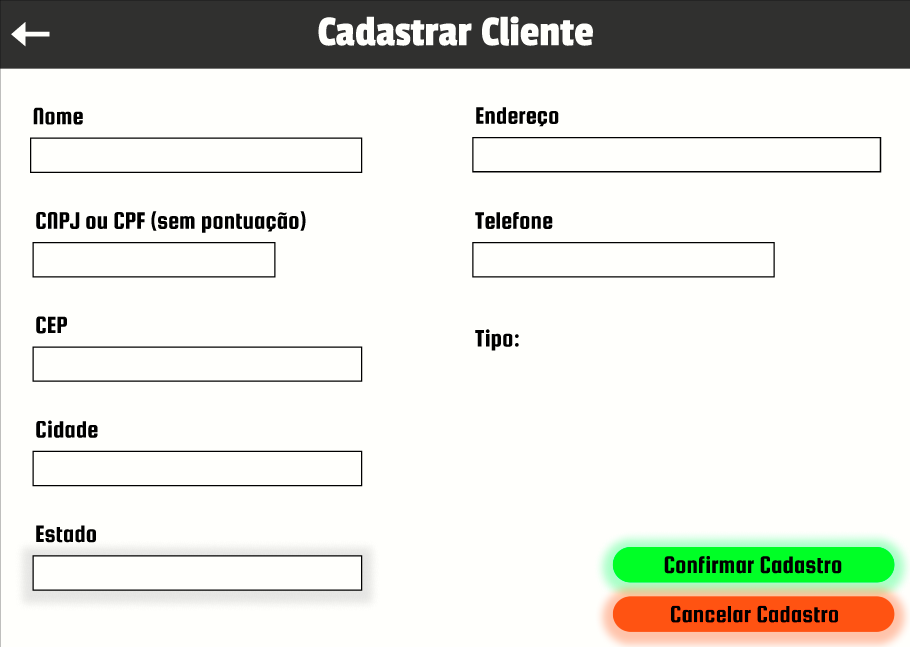 Cadastrar Cliente
Nome
Endereço
CNPJ ou CPF (sem pontuação)
Telefone
CEP
Tipo:
Cidade
Estado
Confirmar Cadastro
Cancelar Cadastro